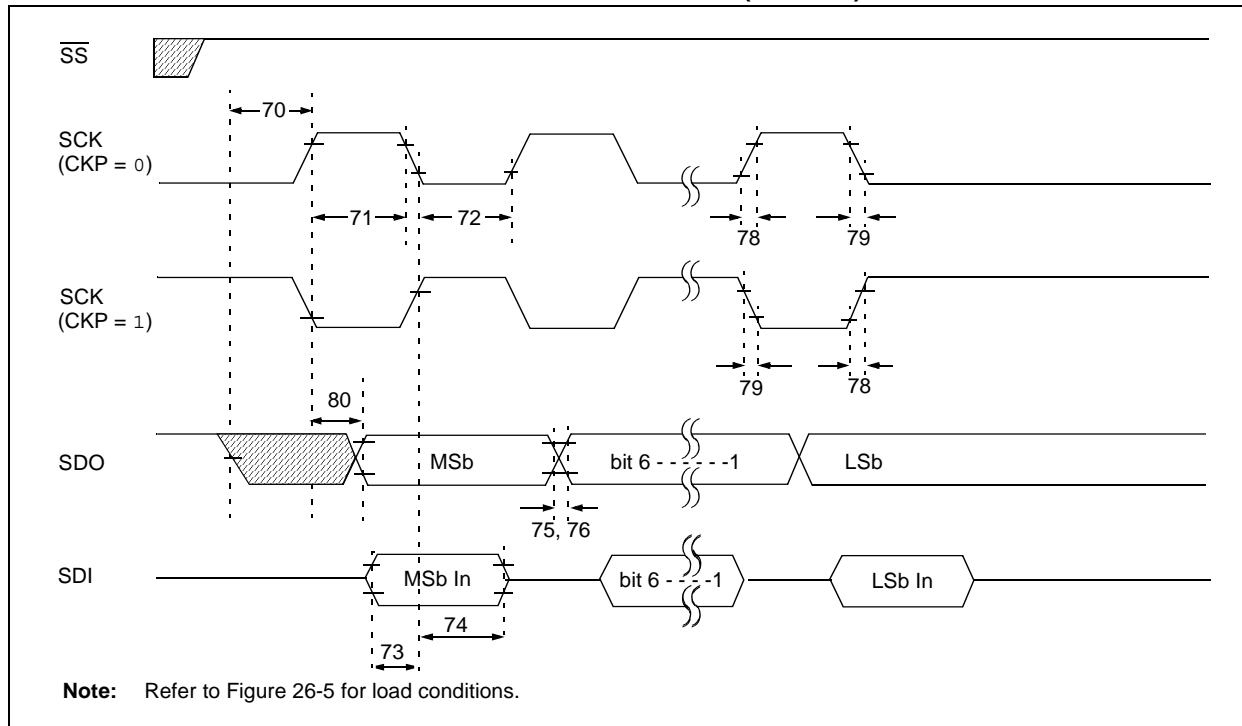 SS
70
SCK
(CKP = 0)
71
72
78
79
SCK
(CKP = 1)
79
78
80
SDO
MSb
bit 6 - - - - - -1
LSb
75, 76
SDI
MSb In
bit 6 - - - - -1
LSb In
74
73
Note: Refer to Figure 26-5 for load conditions.